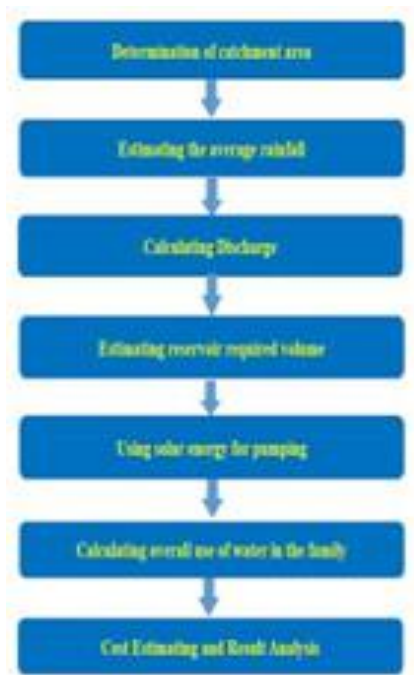 Determination of catchment area
Estimating the average rainfall
Calculating Discharge
Estimating reservoir required volume
Using solar energy for pumping
Calculating overall use of water in the family
Cost Estimating and Result Analysis